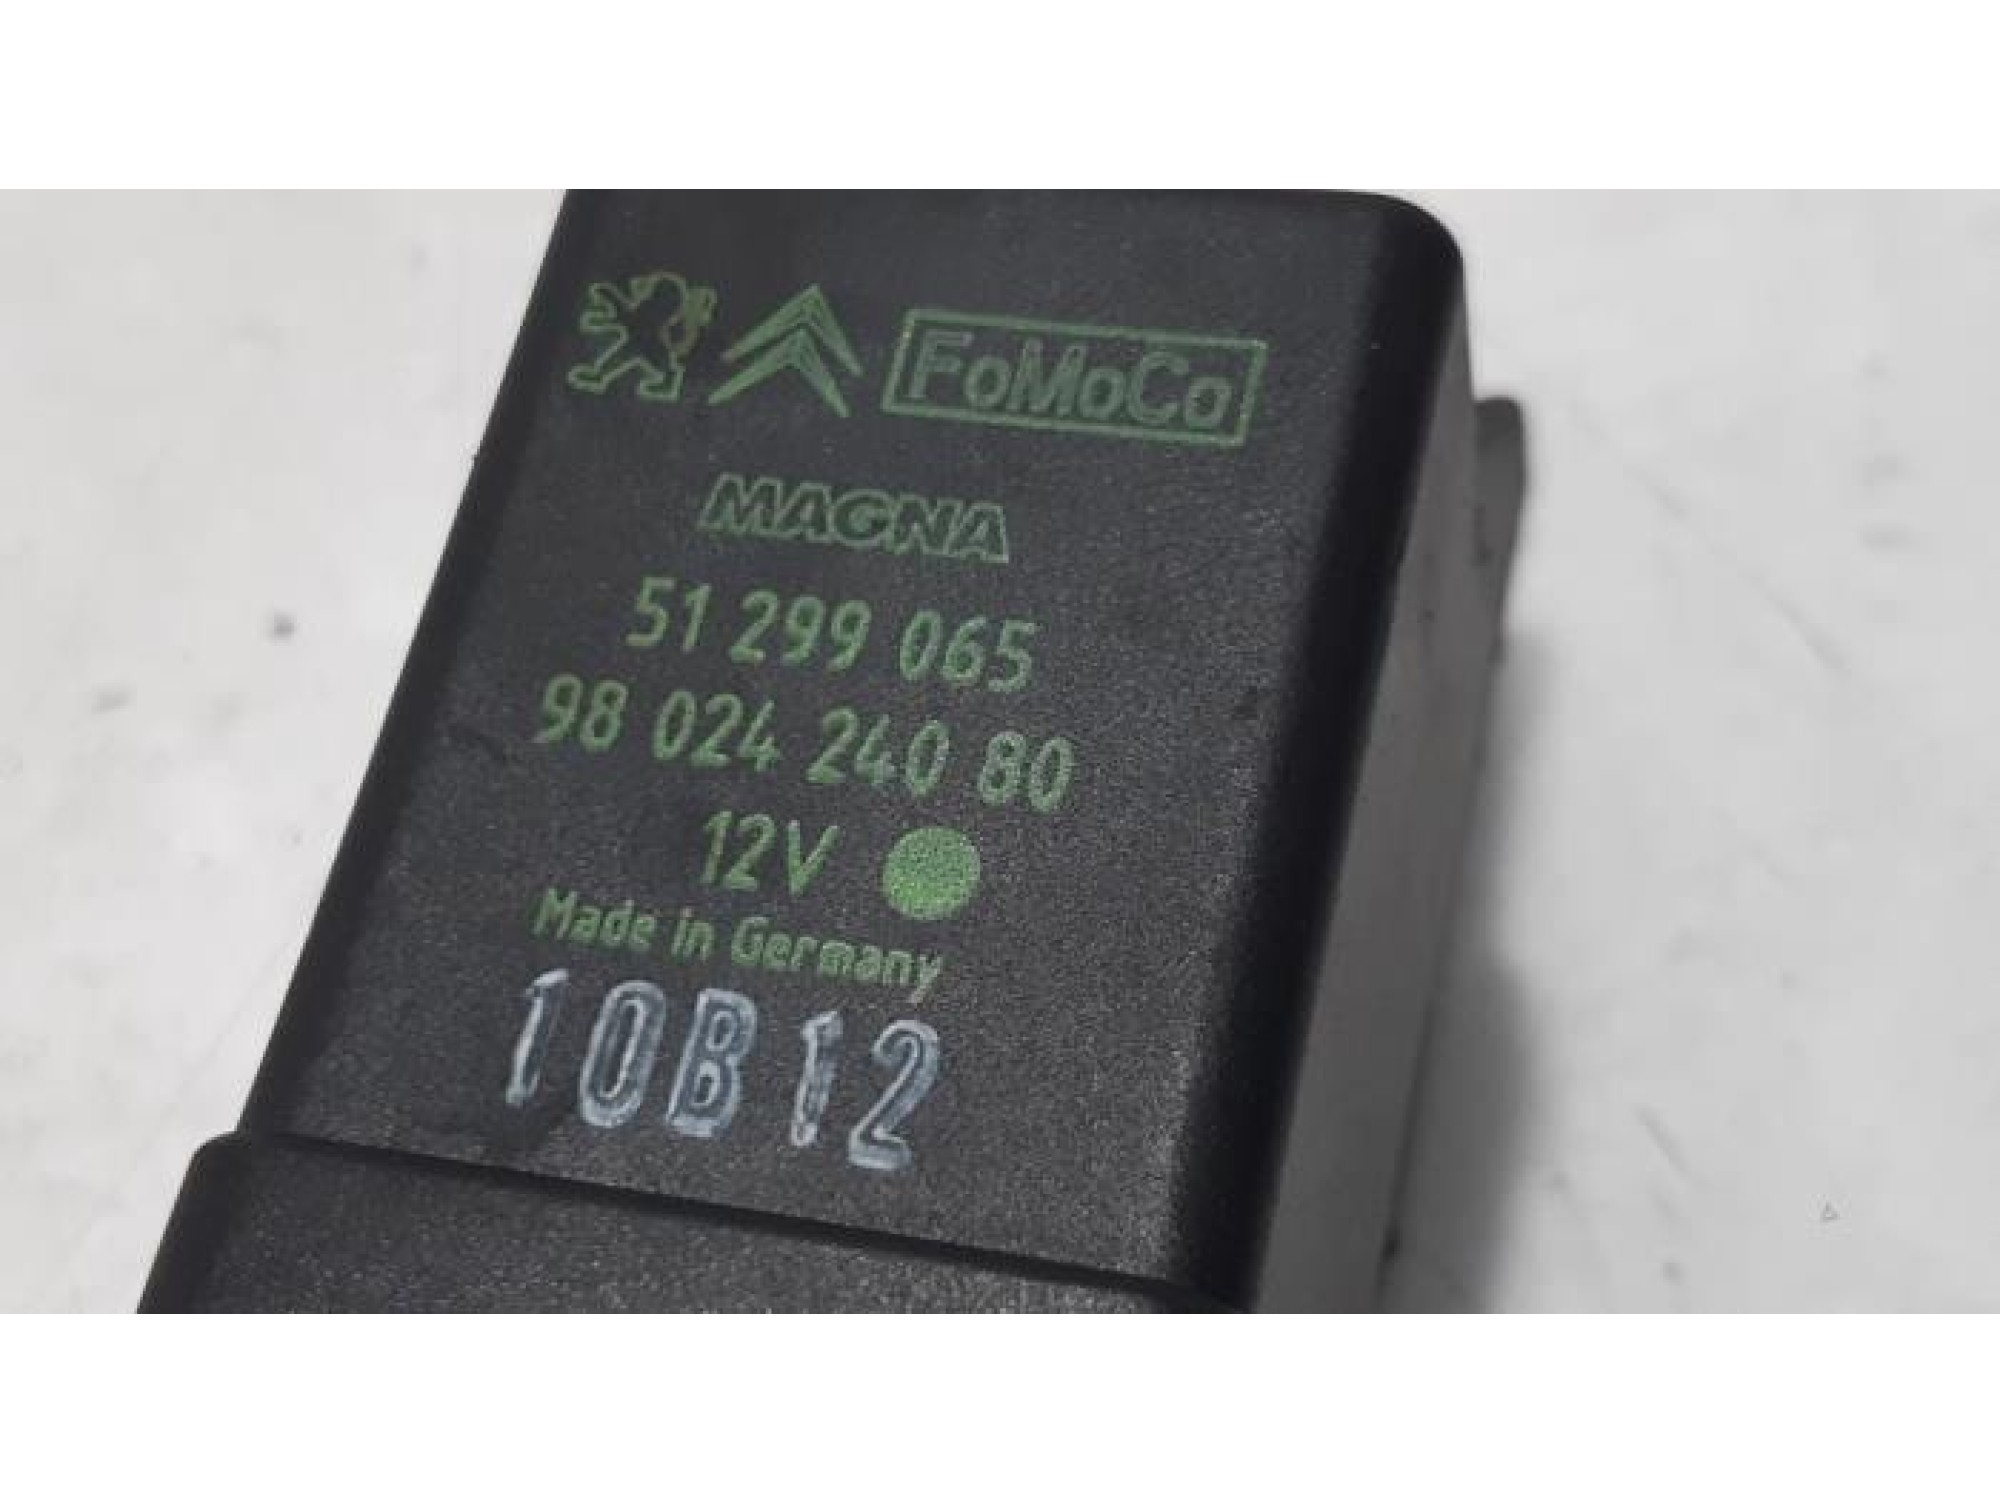 FoMoCo
MAGNA
51 299 065
98 024 240 80
12V
Made in Germany
10B12